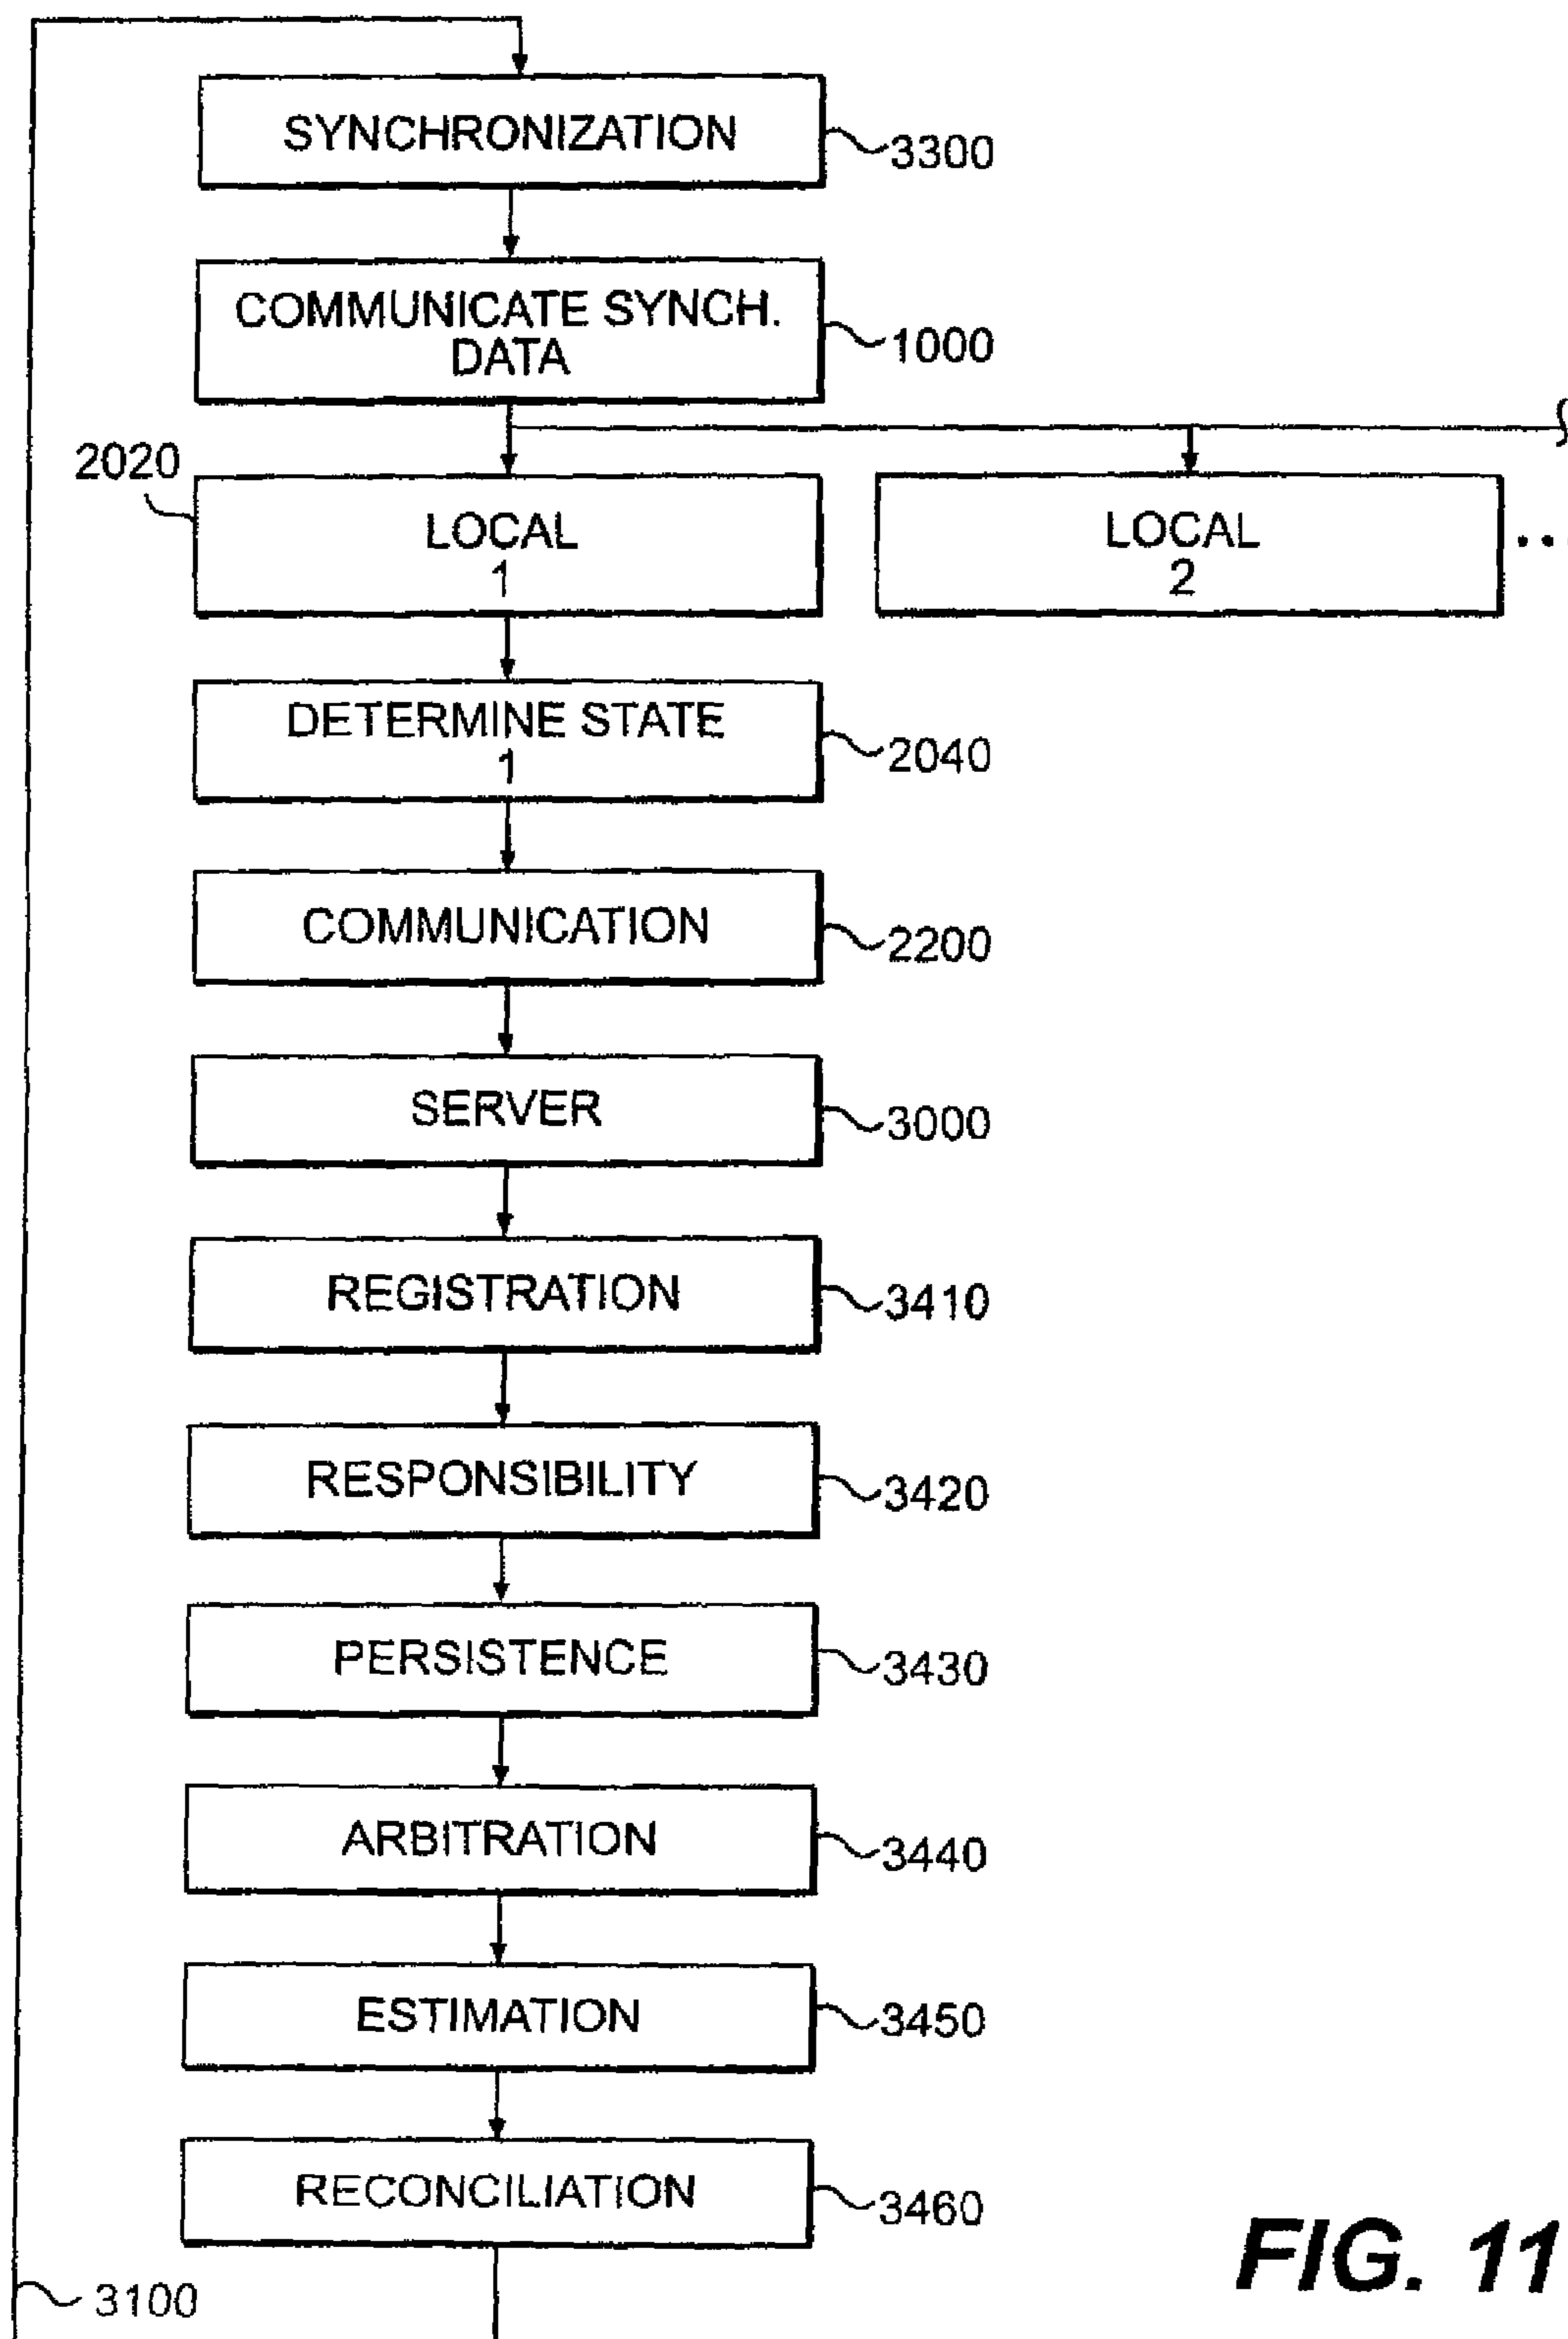 SYNCHRONIZATION
3300
COMMUNICATE SYNCH.
DATA
1000
2020
LOCAL
1
LOCAL
2
...
DETERMINE STATE
1
2040
COMMUNICATION
2200
SERVER
3000
REGISTRATION
3410
RESPONSIBILITY
3420
PERSISTENCE
3430
ARBITRATION
3440
ESTIMATION
3450
RECONCILIATION
3460
3100
FIG. 11